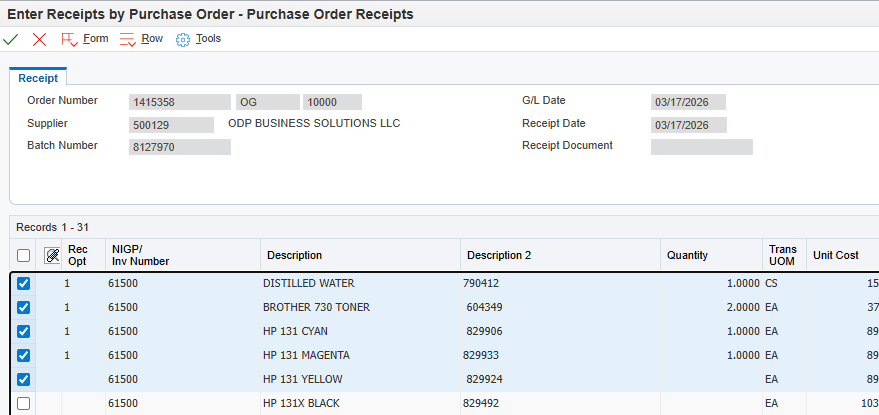 Enter Receipts by Purchase Order - Purchase Order Receipts
Form Row Tools
Receipt
Order Number 1415358 OG 10000 G/L Date 03/17/2026
Supplier 500129 ODP BUSINESS SOLUTIONS LLC Receipt Date 03/17/2026
Batch Number 8127970 Receipt Document
Records 1 - 31
Rec Opt NIGP/ Inv Number Description Description 2 Quantity Trans UOM Unit Cost
1 61500 DISTILLED WATER 790412 1.0000 CS 15
1 61500 BROTHER 730 TONER 604349 2.0000 EA 37
1 61500 HP 131 CYAN 829906 1.0000 EA 89
1 61500 HP 131 MAGENTA 829933 1.0000 EA 89
61500 HP 131 YELLOW 829924 EA 89
61500 HP 131X BLACK 829492 EA 103